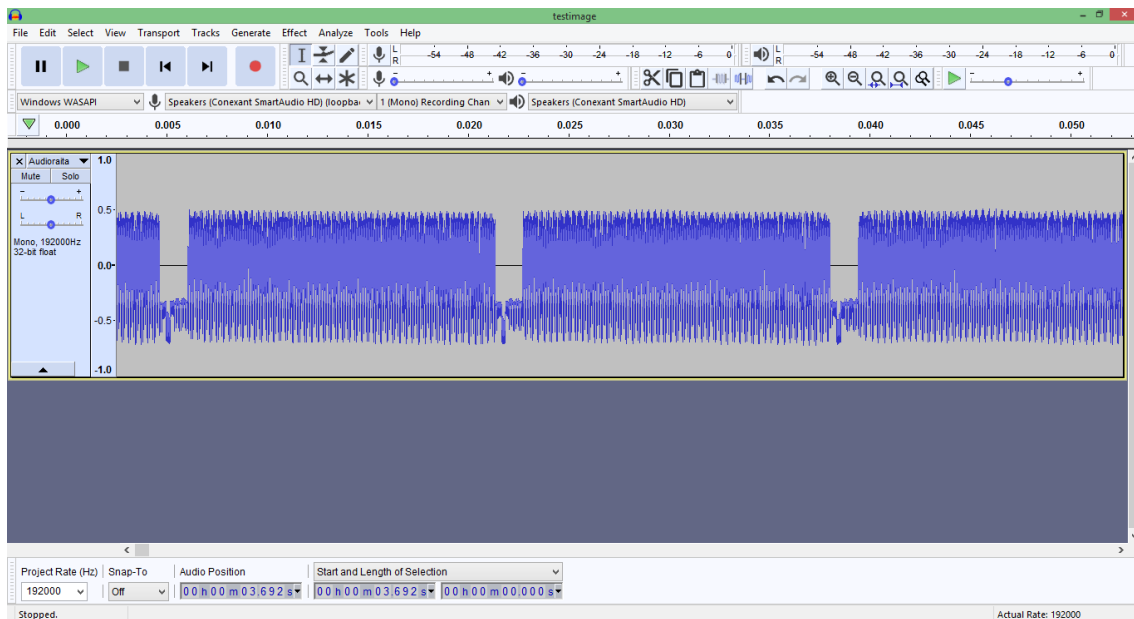 testimage
File Edit Select View Transport Tracks Generate Effect Analyze Tools Help
L R -54 -48 -42 -36 -30 -24 -18 -12 -6 0 L R -54 -48 -42 -36 -30 -24 -18 -12 -6 0
- + - + - +
Windows WASAPI Speakers (Conexant SmartAudio HD) (loopba 1 (Mono) Recording Chan Speakers (Conexant SmartAudio HD)
0.000 0.005 0.010 0.015 0.020 0.025 0.030 0.035 0.040 0.045 0.050
X Audioraita 1.0
Mute Solo
- +
L R 0.5
Mono, 192000Hz 0.0
32-bit float
-0.5
-1.0
Project Rate (Hz) Snap-To Audio Position Start and Length of Selection
192000 Off 00 h 00 m 03,692 s 00 h 00 m 03,692 s 00 h 00 m 00,000 s
Stopped. Actual Rate: 192000